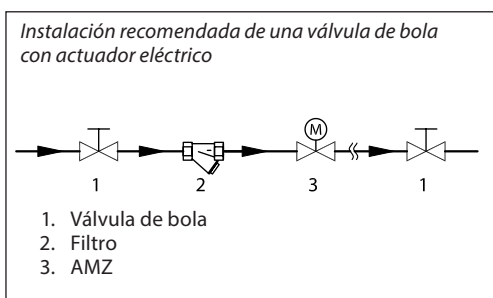 Instalación recomendada de una válvula de bola
con actuador eléctrico
M
1 2 3 1
1. Válvula de bola
2. Filtro
3. AMZ